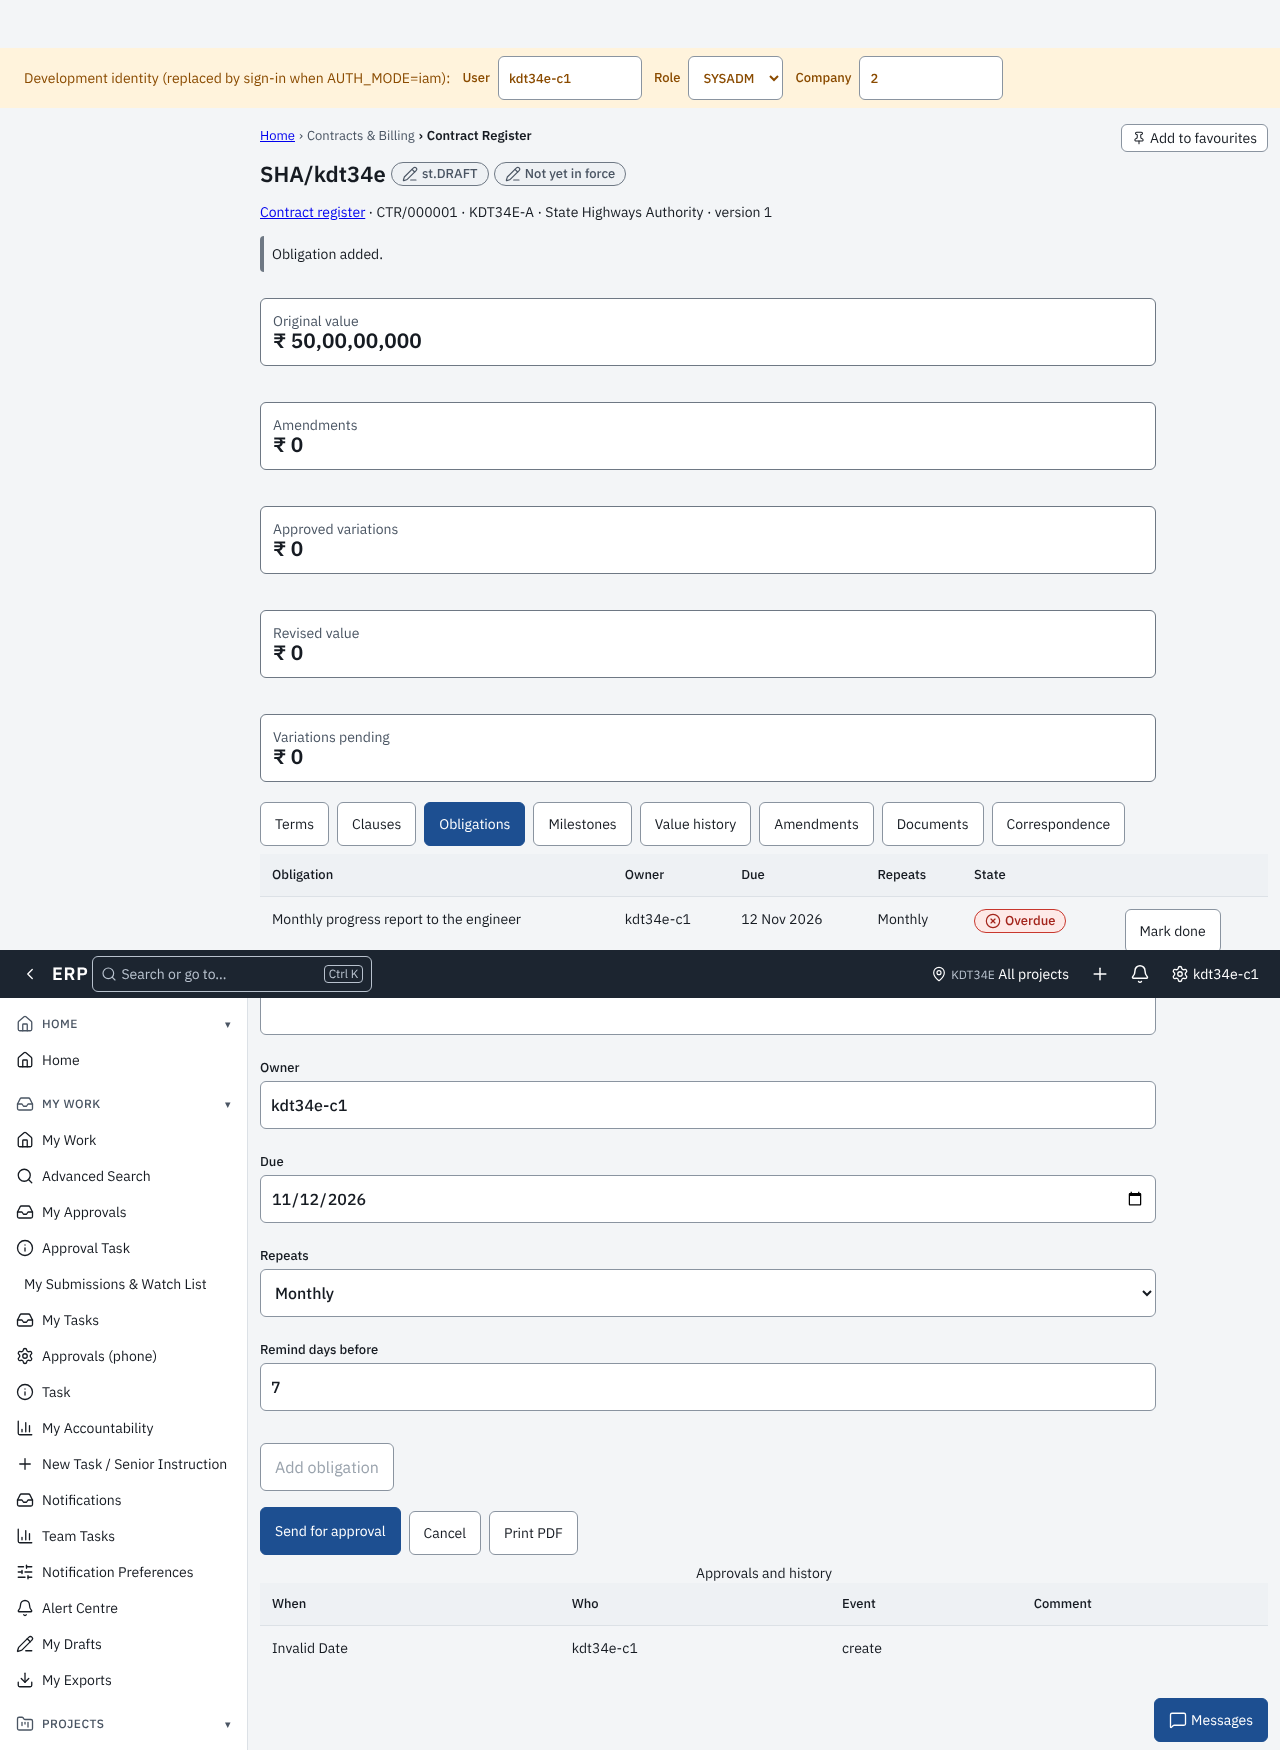 Development identity (replaced by sign-in when AUTH_MODE=iam): User kdt34e-c1 Role SYSADM Company 2
Home › Contracts & Billing › Contract Register
Add to favourites
SHA/kdt34e st.DRAFT Not yet in force
Contract register · CTR/000001 · KDT34E-A · State Highways Authority · version 1
Obligation added.
Original value
₹ 50,00,00,000
Amendments
₹ 0
Approved variations
₹ 0
Revised value
₹ 0
Variations pending
₹ 0
Terms Clauses Obligations Milestones Value history Amendments Documents Correspondence
Obligation Owner Due Repeats State
Monthly progress report to the engineer kdt34e-c1 12 Nov 2026 Monthly Overdue Mark done
ERP Search or go to... Ctrl K KDT34E All projects kdt34e-c1
HOME
Home
MY WORK
My Work
Advanced Search
My Approvals
Approval Task
My Submissions & Watch List
My Tasks
Approvals (phone)
Task
My Accountability
New Task / Senior Instruction
Notifications
Team Tasks
Notification Preferences
Alert Centre
My Drafts
My Exports
PROJECTS
Owner
kdt34e-c1
Due
11/12/2026
Repeats
Monthly
Remind days before
7
Add obligation
Send for approval Cancel Print PDF
Approvals and history
When Who Event Comment
Invalid Date kdt34e-c1 create
Messages